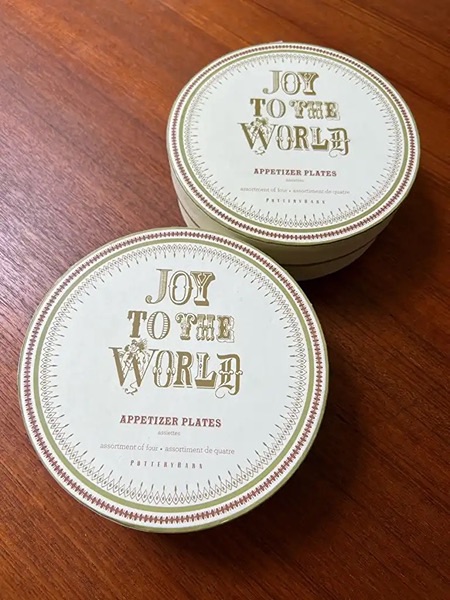 JOY
TO THE
WORLD
APPETIZER PLATES
assiettes
assortment of four • assortiment de quatre
POTTERYBARN
JOY
TO THE
WORLD
APPETIZER PLATES
assiettes
assortment of four • assortiment de quatre
POTTERYBARN